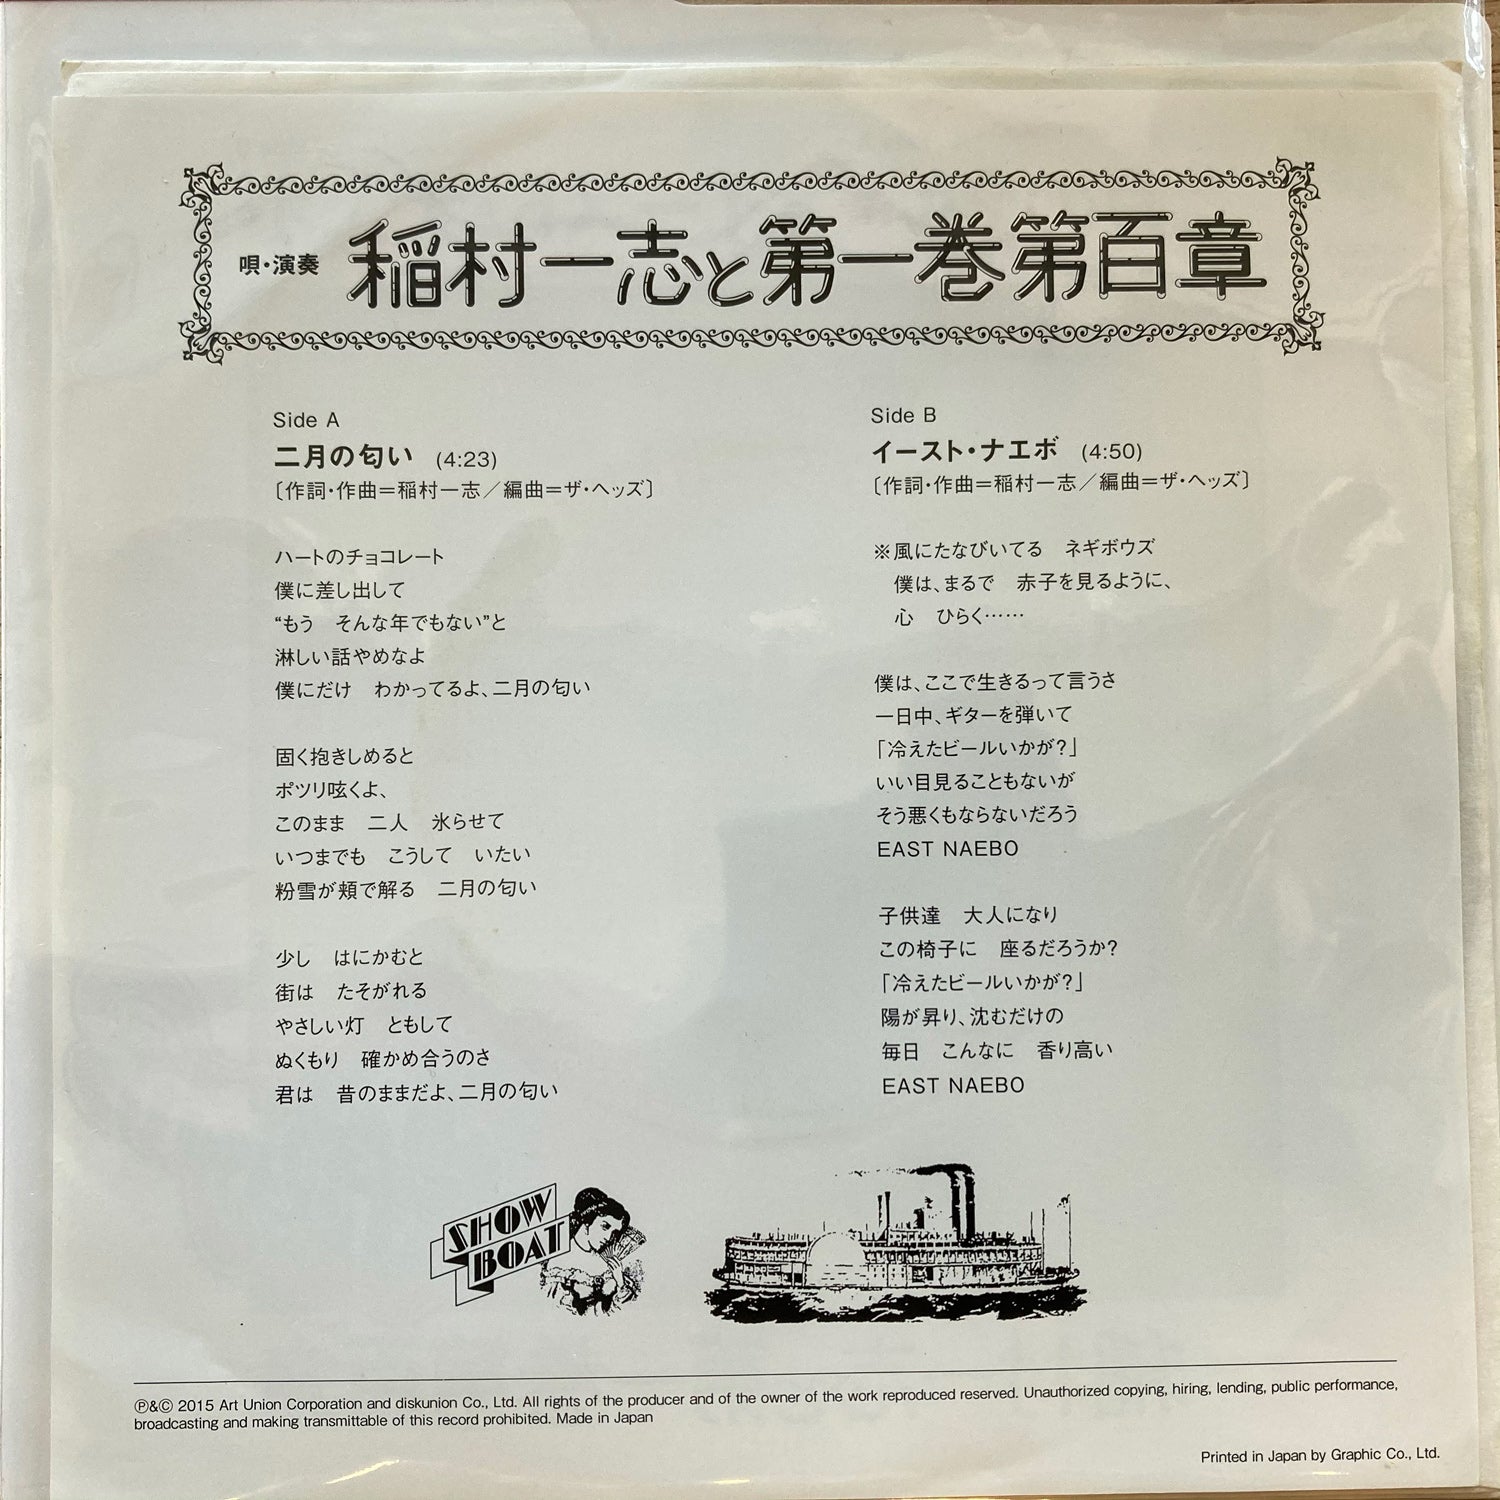 唄・演奏 稲村一志と第一巻第百章
Side A
二月の匂い (4:23)
〔作詞・作曲＝稲村一志／編曲＝ザ・ヘッズ〕
ハートのチョコレート
僕に差し出して
“もう　そんな年でもない”と
淋しい話やめなよ
僕にだけ　わかってるよ、二月の匂い
固く抱きしめると
ポツリ呟くよ、
このまま　二人　氷らせて
いつまでも　こうして　いたい
粉雪が頬で解る　二月の匂い
少し　はにかむと
街は　たそがれる
やさしい灯　ともして
ぬくもり　確かめ合うのさ
君は　昔のままだよ、二月の匂い
Side B
イースト・ナエボ (4:50)
〔作詞・作曲＝稲村一志／編曲＝ザ・ヘッズ〕
※風にたなびいてる　ネギボウズ
僕は、まるで　赤子を見るように、
心　ひらく……
僕は、ここで生きるって言うさ
一日中、ギターを弾いて
「冷えたビールいかが？」
いい目見ることもないが
そう悪くもならないだろう
EAST NAEBO
子供達　大人になり
この椅子に　座るだろうか？
「冷えたビールいかが？」
陽が昇り、沈むだけの
毎日　こんなに　香り高い
EAST NAEBO
SHOW
BOAT
Ⓟ&© 2015 Art Union Corporation and diskunion Co., Ltd. All rights of the producer and of the owner of the work reproduced reserved. Unauthorized copying, hiring, lending, public performance,
broadcasting and making transmittable of this record prohibited. Made in Japan
Printed in Japan by Graphic Co., Ltd.